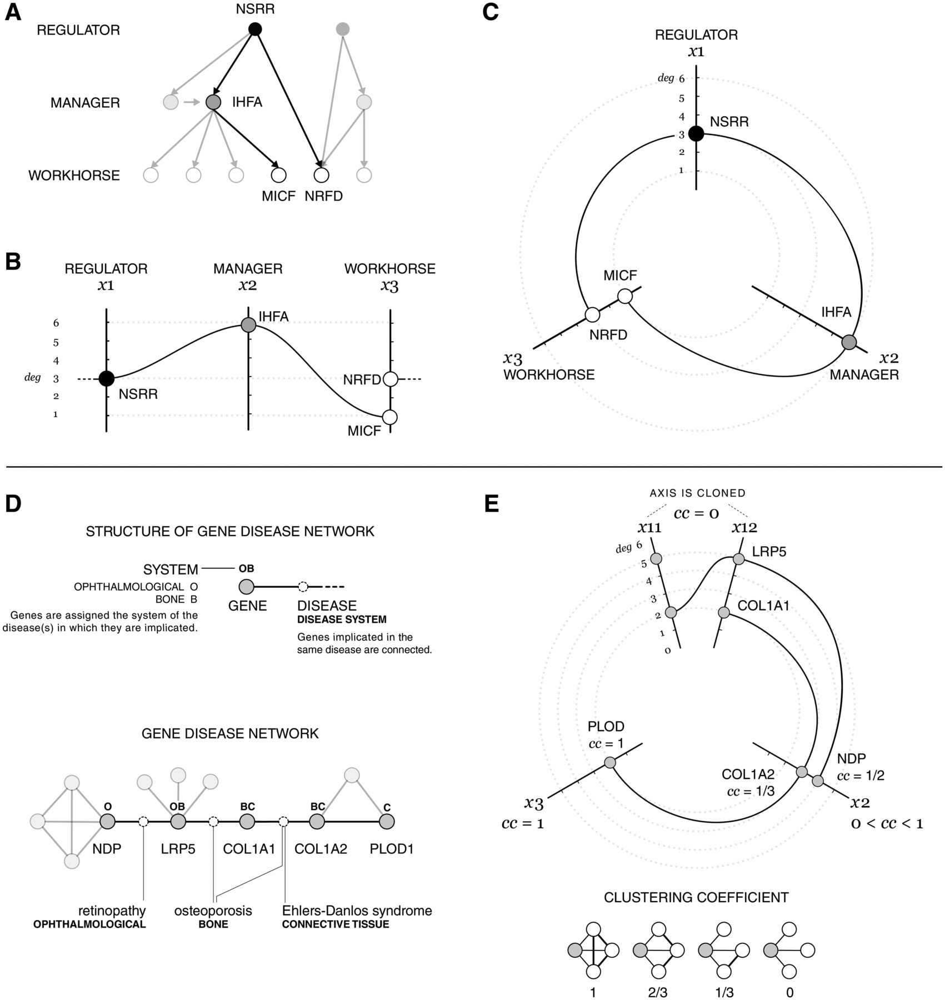 A
NSRR
REGULATOR
MANAGER
IHFA
WORKHORSE
MICF NRFD
B
REGULATOR MANAGER WORKHORSE
x1 x2 x3
6
5
4
deg 3
2
1
IHFA
NRFD
NSRR
MICF
C
REGULATOR
x1
deg 6
5
4
3
2
1
NSRR
MICF
IHFA
NRFD
x3
WORKHORSE
x2
MANAGER
D
STRUCTURE OF GENE DISEASE NETWORK
SYSTEM OB
OPHTHALMOLOGICAL O
BONE B
GENE DISEASE
DISEASE SYSTEM
Genes are assigned the system of the
disease(s) in which they are implicated.
Genes implicated in the
same disease are connected.
GENE DISEASE NETWORK
O OB BC BC C
NDP LRP5 COL1A1 COL1A2 PLOD1
retinopathy osteoporosis Ehlers-Danlos syndrome
OPHTHALMOLOGICAL BONE CONNECTIVE TISSUE
E
AXIS IS CLONED
cc = 0
x11 x12
deg 6
5
4
3
2
1
0
LRP5
COL1A1
PLOD
cc = 1
NDP
cc = 1/2
COL1A2
cc = 1/3
x3
cc = 1
x2
0 < cc < 1
CLUSTERING COEFFICIENT
1 2/3 1/3 0